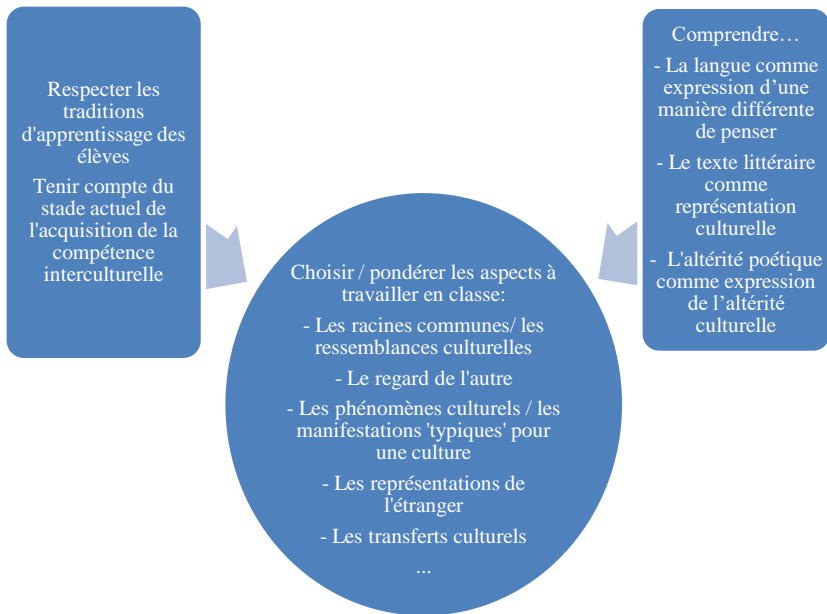 Respecter les
traditions
d'apprentissage des
élèves
Tenir compte du
stade actuel de
l'acquisition de la
compétence
interculturelle
Comprendre…
- La langue comme
expression d’une
manière différente
de penser
- Le texte littéraire
comme
représentation
culturelle
- L'altérité poétique
comme expression
de l’altérité
culturelle
Choisir / pondérer les aspects à
travailler en classe:
- Les racines communes/ les
ressemblances culturelles
- Le regard de l'autre
- Les phénomènes culturels / les
manifestations 'typiques' pour
une culture
- Les représentations de
l'étranger
- Les transferts culturels
...